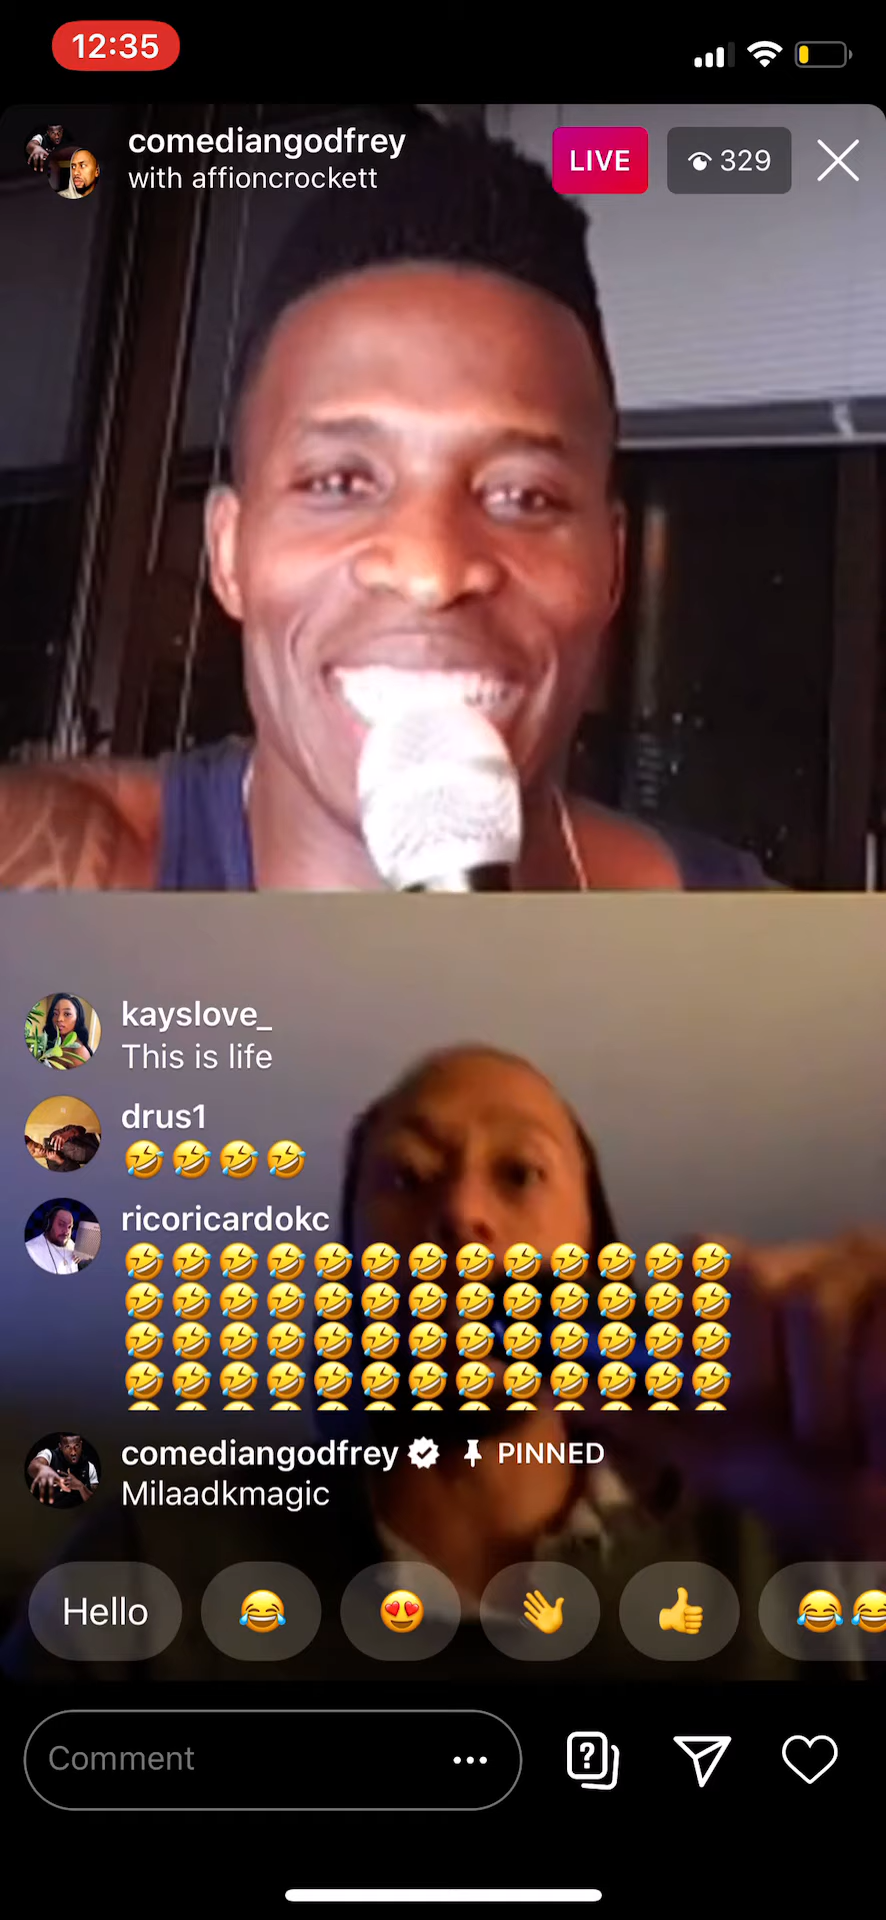 12:35
comediangodfrey
with affioncrockett
LIVE
329
kayslove_
This is life
drus1
🤣🤣🤣🤣
ricoricardokc
🤣🤣🤣🤣🤣🤣🤣🤣🤣🤣🤣🤣🤣
🤣🤣🤣🤣🤣🤣🤣🤣🤣🤣🤣🤣🤣
🤣🤣🤣🤣🤣🤣🤣🤣🤣🤣🤣🤣🤣
🤣🤣🤣🤣🤣🤣🤣🤣🤣🤣🤣🤣🤣
comediangodfrey PINNED
Milaadkmagic
Hello 😂 😍 👋 👍 😂😂
Comment